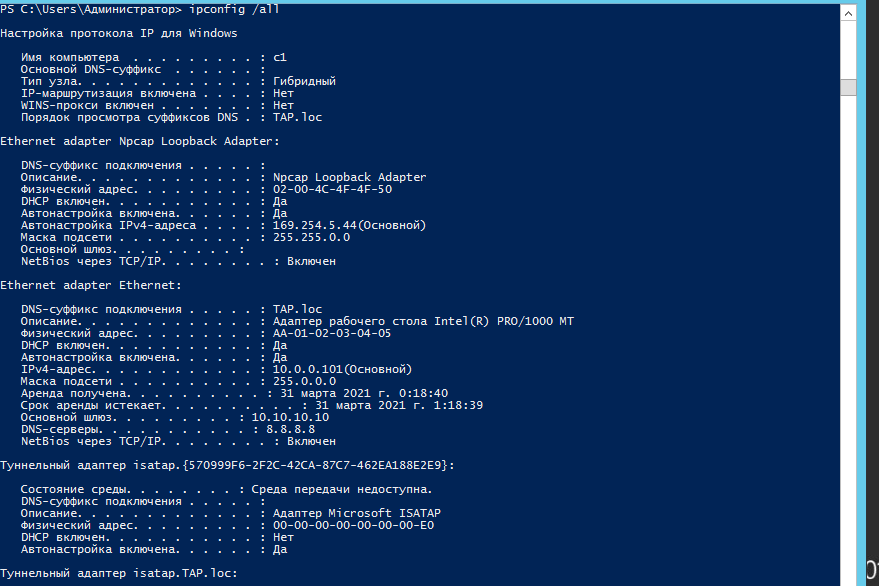 PS C:\Users\Администратор> ipconfig /all
Настройка протокола IP для Windows
Имя компьютера . . . . . . . . . : c1
Основной DNS-суффикс . . . . . . :
Тип узла. . . . . . . . . . . . . : Гибридный
IP-маршрутизация включена . . . . : Нет
WINS-прокси включен . . . . . . . : Нет
Порядок просмотра суффиксов DNS . : TAP.loc
Ethernet adapter Npcap Loopback Adapter:
DNS-суффикс подключения . . . . . :
Описание. . . . . . . . . . . . . : Npcap Loopback Adapter
Физический адрес. . . . . . . . . : 02-00-4C-4F-4F-50
DHCP включен. . . . . . . . . . . : Да
Автонастройка включена. . . . . . : Да
Автонастройка IPv4-адреса . . . . : 169.254.5.44(Основной)
Маска подсети . . . . . . . . . . : 255.255.0.0
Основной шлюз. . . . . . . . . :
NetBios через TCP/IP. . . . . . . . : Включен
Ethernet adapter Ethernet:
DNS-суффикс подключения . . . . . : TAP.loc
Описание. . . . . . . . . . . . . : Адаптер рабочего стола Intel(R) PRO/1000 MT
Физический адрес. . . . . . . . . : AA-01-02-03-04-05
DHCP включен. . . . . . . . . . . : Да
Автонастройка включена. . . . . . : Да
IPv4-адрес. . . . . . . . . . . . : 10.0.0.101(Основной)
Маска подсети . . . . . . . . . . : 255.0.0.0
Аренда получена. . . . . . . . . . : 31 марта 2021 г. 0:18:40
Срок аренды истекает. . . . . . . . . . : 31 марта 2021 г. 1:18:39
Основной шлюз. . . . . . . . . : 10.10.10.10
DNS-серверы. . . . . . . . . . . : 8.8.8.8
NetBios через TCP/IP. . . . . . . . : Включен
Туннельный адаптер isatap.{570999F6-2F2C-42CA-87C7-462EA188E2E9}:
Состояние среды. . . . . . . . : Среда передачи недоступна.
DNS-суффикс подключения . . . . . :
Описание. . . . . . . . . . . . . : Адаптер Microsoft ISATAP
Физический адрес. . . . . . . . . : 00-00-00-00-00-00-00-E0
DHCP включен. . . . . . . . . . . : Нет
Автонастройка включена. . . . . . : Да
Туннельный адаптер isatap.TAP.loc: